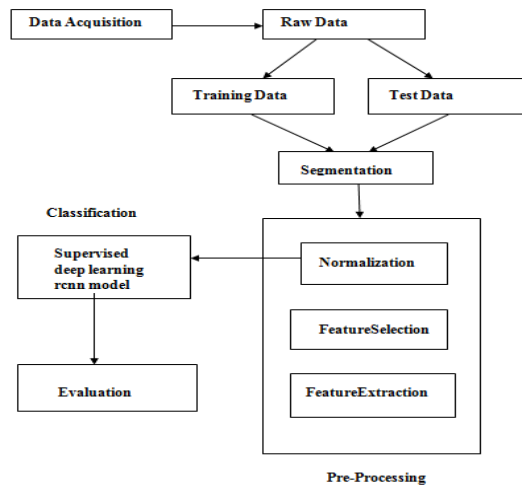 Data Acquisition
Raw Data
Training Data
Test Data
Segmentation
Classification
Supervised
deep learning
rcnn model
Normalization
FeatureSelection
Evaluation
FeatureExtraction
Pre-Processing